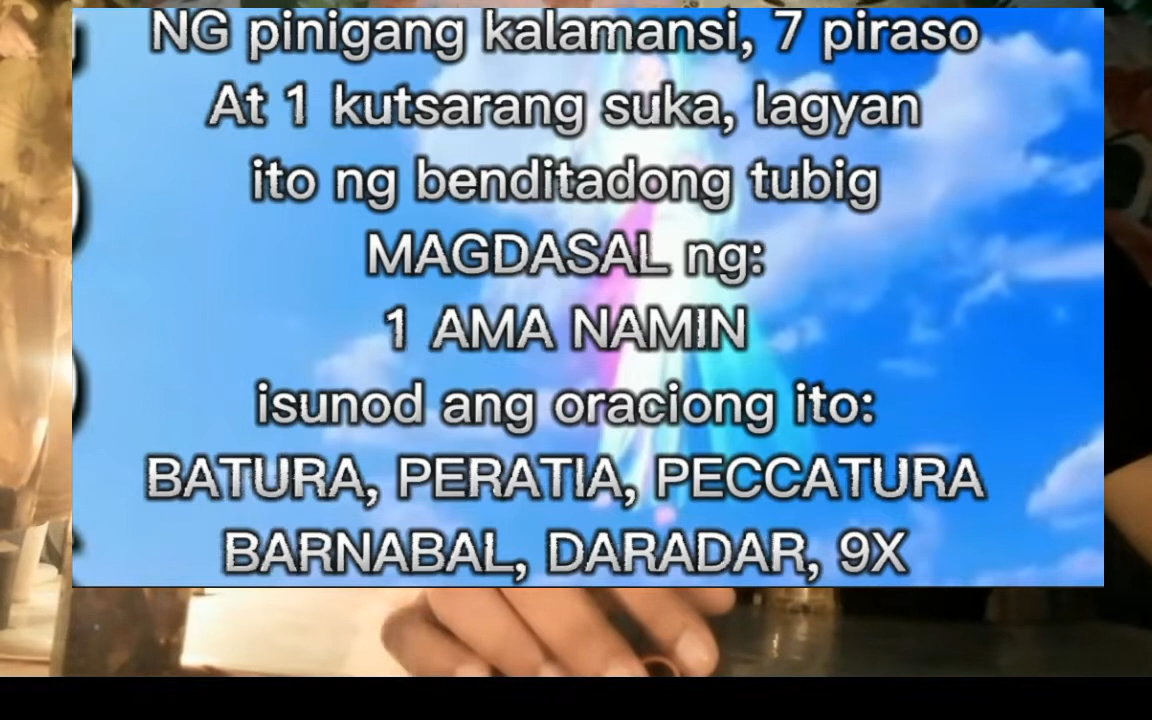 NG pinigang kalamansi, 7 piraso
At 1 kutsarang suka, lagyan
ito ng benditadong tubig
MAGDASAL ng:
1 AMA NAMIN
isunod ang oraciong ito:
BATURA, PERATIA, PECCATURA
BARNABAL, DARADAR, 9X